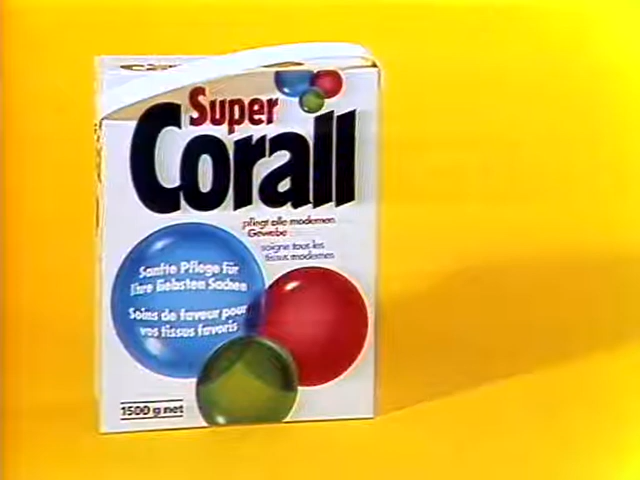 Super
Corall
pflegt alle modernen
Gewebe
soigne tous les
tissus modernes
Sanfte Pflege für
Ihre liebsten Sachen
Soins de faveur pour
vos tissus favoris
1500 g net